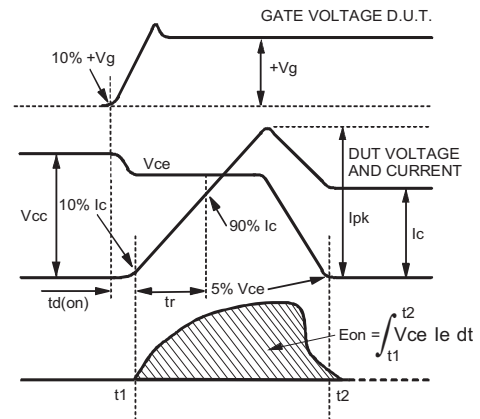 GATE VOLTAGE D.U.T.
10% +Vg
+Vg
Vce
DUT VOLTAGE
AND CURRENT
Vcc
10% Ic
90% Ic
Ipk
Ic
td(on)
tr
5% Vce
Eon = ∫ t1 t2 Vce Ie dt
t1
t2